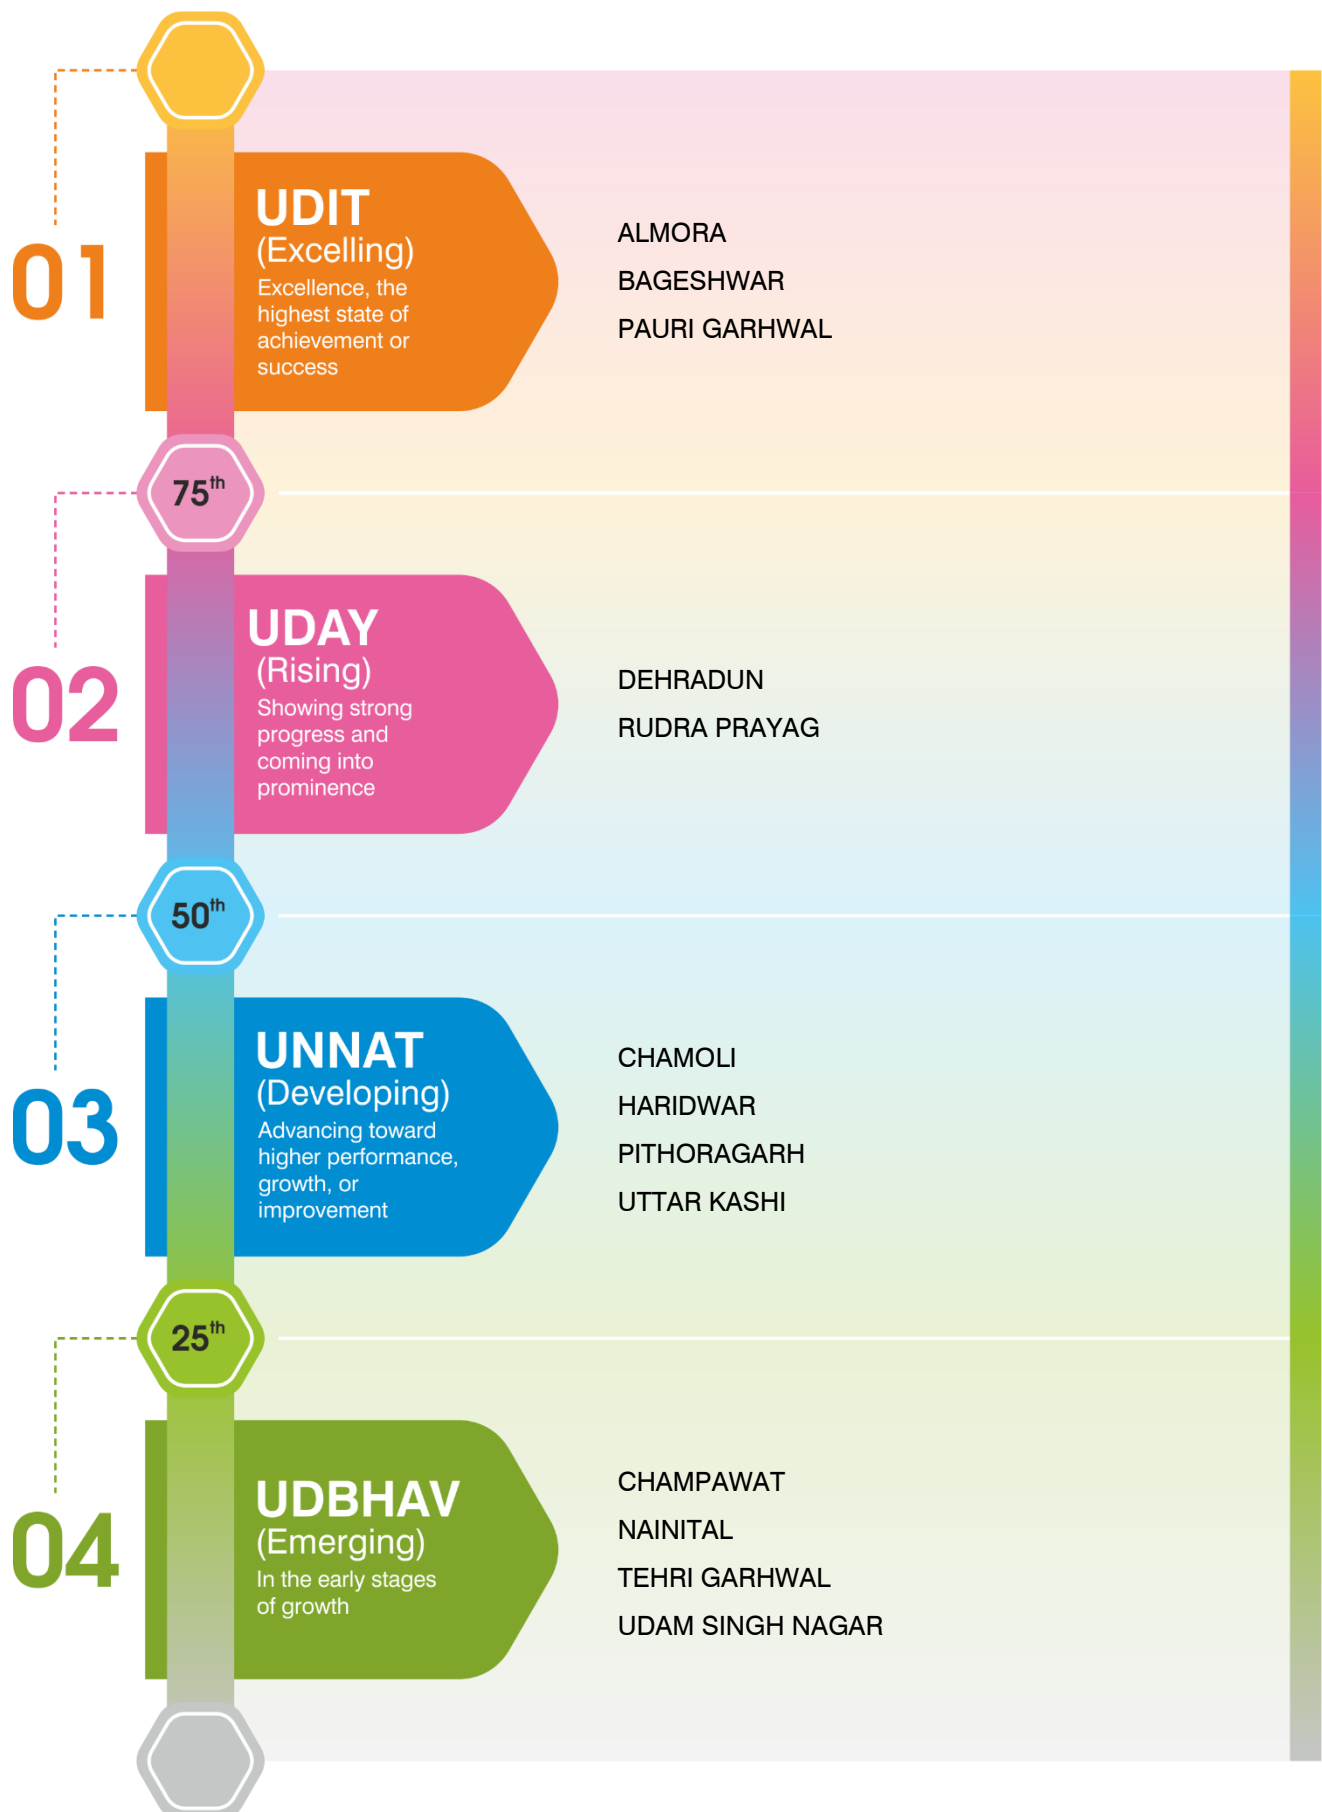 01
UDIT
(Excelling)
Excellence, the
highest state of
achievement or
success
ALMORA
BAGESHWAR
PAURI GARHWAL
75th
02
UDAY
(Rising)
Showing strong
progress and
coming into
prominence
DEHRADUN
RUDRA PRAYAG
50th
03
UNNAT
(Developing)
Advancing toward
higher performance,
growth, or
improvement
CHAMOLI
HARIDWAR
PITHORAGARH
UTTAR KASHI
25th
04
UDBHAV
(Emerging)
In the early stages
of growth
CHAMPAWAT
NAINITAL
TEHRI GARHWAL
UDAM SINGH NAGAR